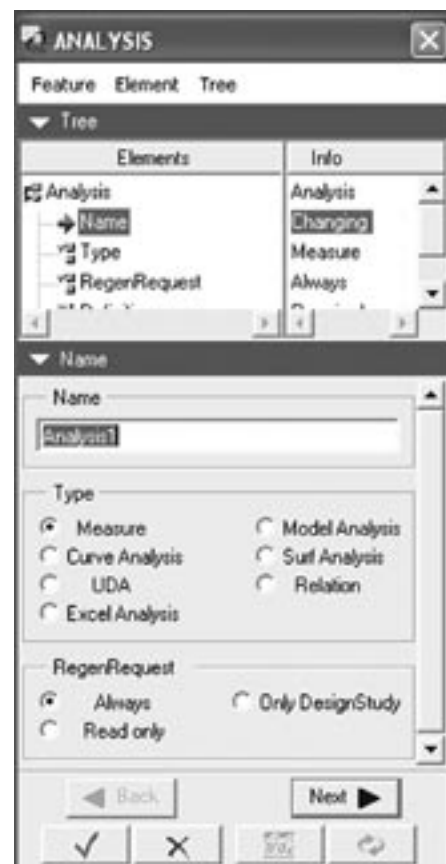 ANALYSIS
Feature Element Tree
Tree
Elements Info
Analysis Analysis
Name Changing
Type Measure
RegenRequest Always
Name
Name
Analysis1
Type
Measure Model Analysis
Curve Analysis Surf Analysis
UDA Relation
Excel Analysis
RegenRequest
Always Only DesignStudy
Read only
Back Next